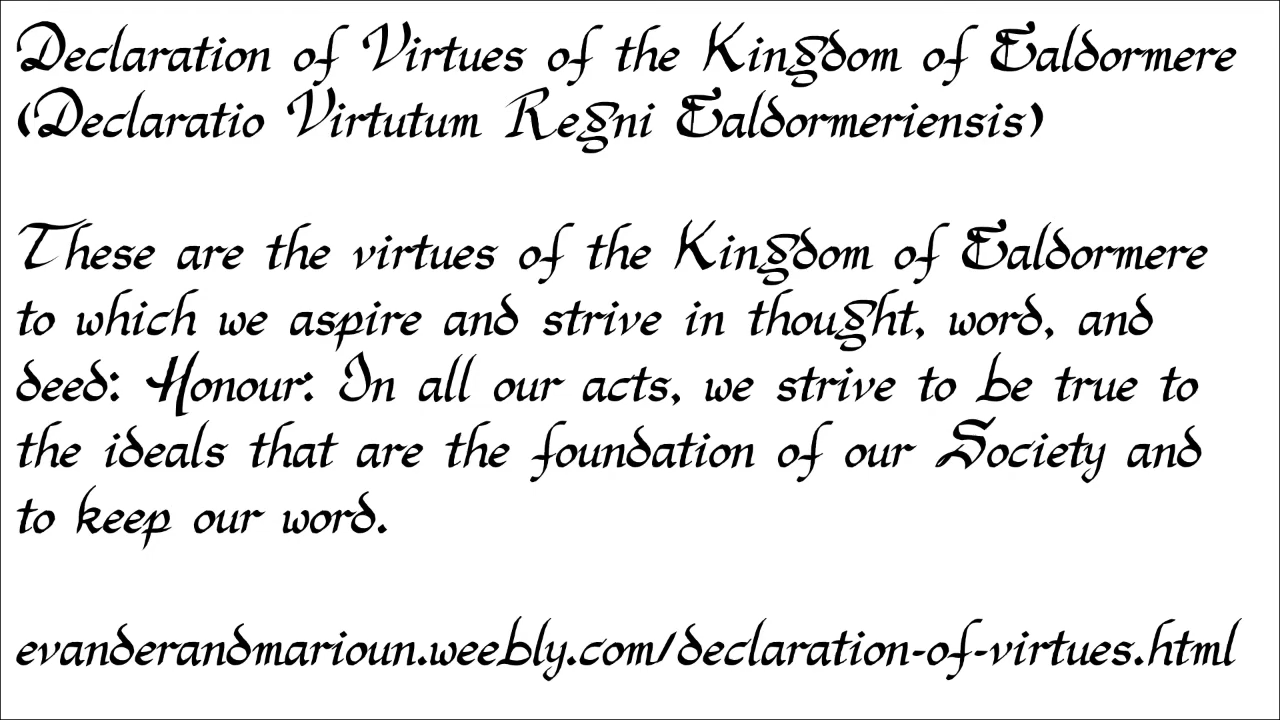 Declaration of Virtues of the Kingdom of Ealdormere
(Declaratio Virtutum Regni Ealdormeriensis)
These are the virtues of the Kingdom of Ealdormere
to which we aspire and strive in thought, word, and
deed: Honour: In all our acts, we strive to be true to
the ideals that are the foundation of our Society and
to keep our word.
evanderandmarioun.weebly.com/declaration-of-virtues.html